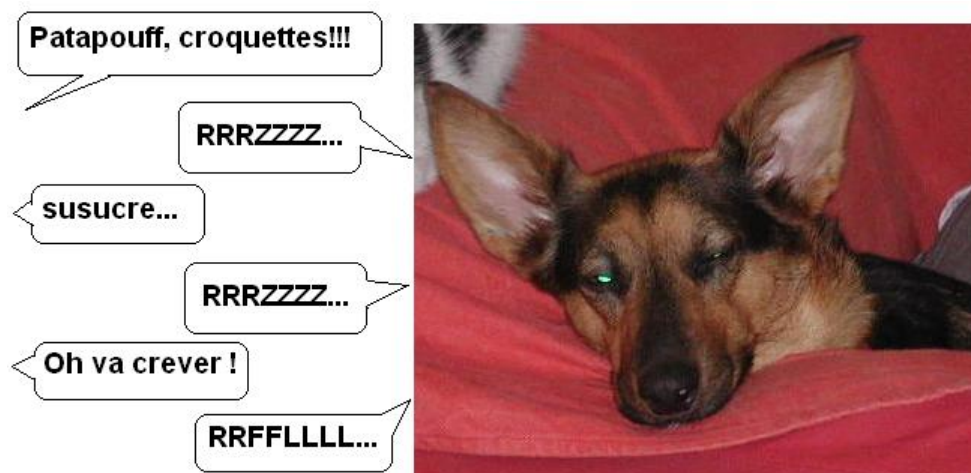 Patapouff, croquettes!!!
RRRZZZZ...
susucre...
RRRZZZZ...
Oh va crever !
RRFFLLLL...